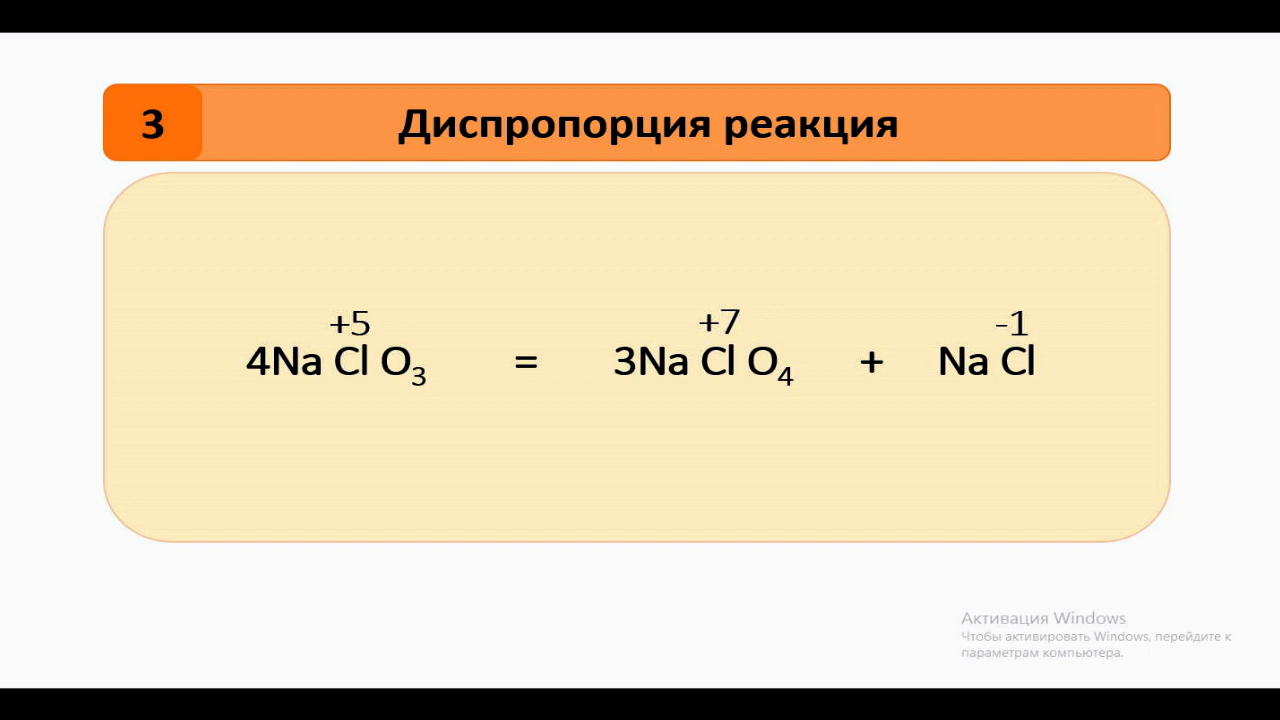 3 Диспропорция реакция
+5 +7 -1
4Na Cl O₃ = 3Na Cl O₄ + Na Cl
Активация Windows
Чтобы активировать Windows, перейдите к
параметрам компьютера.